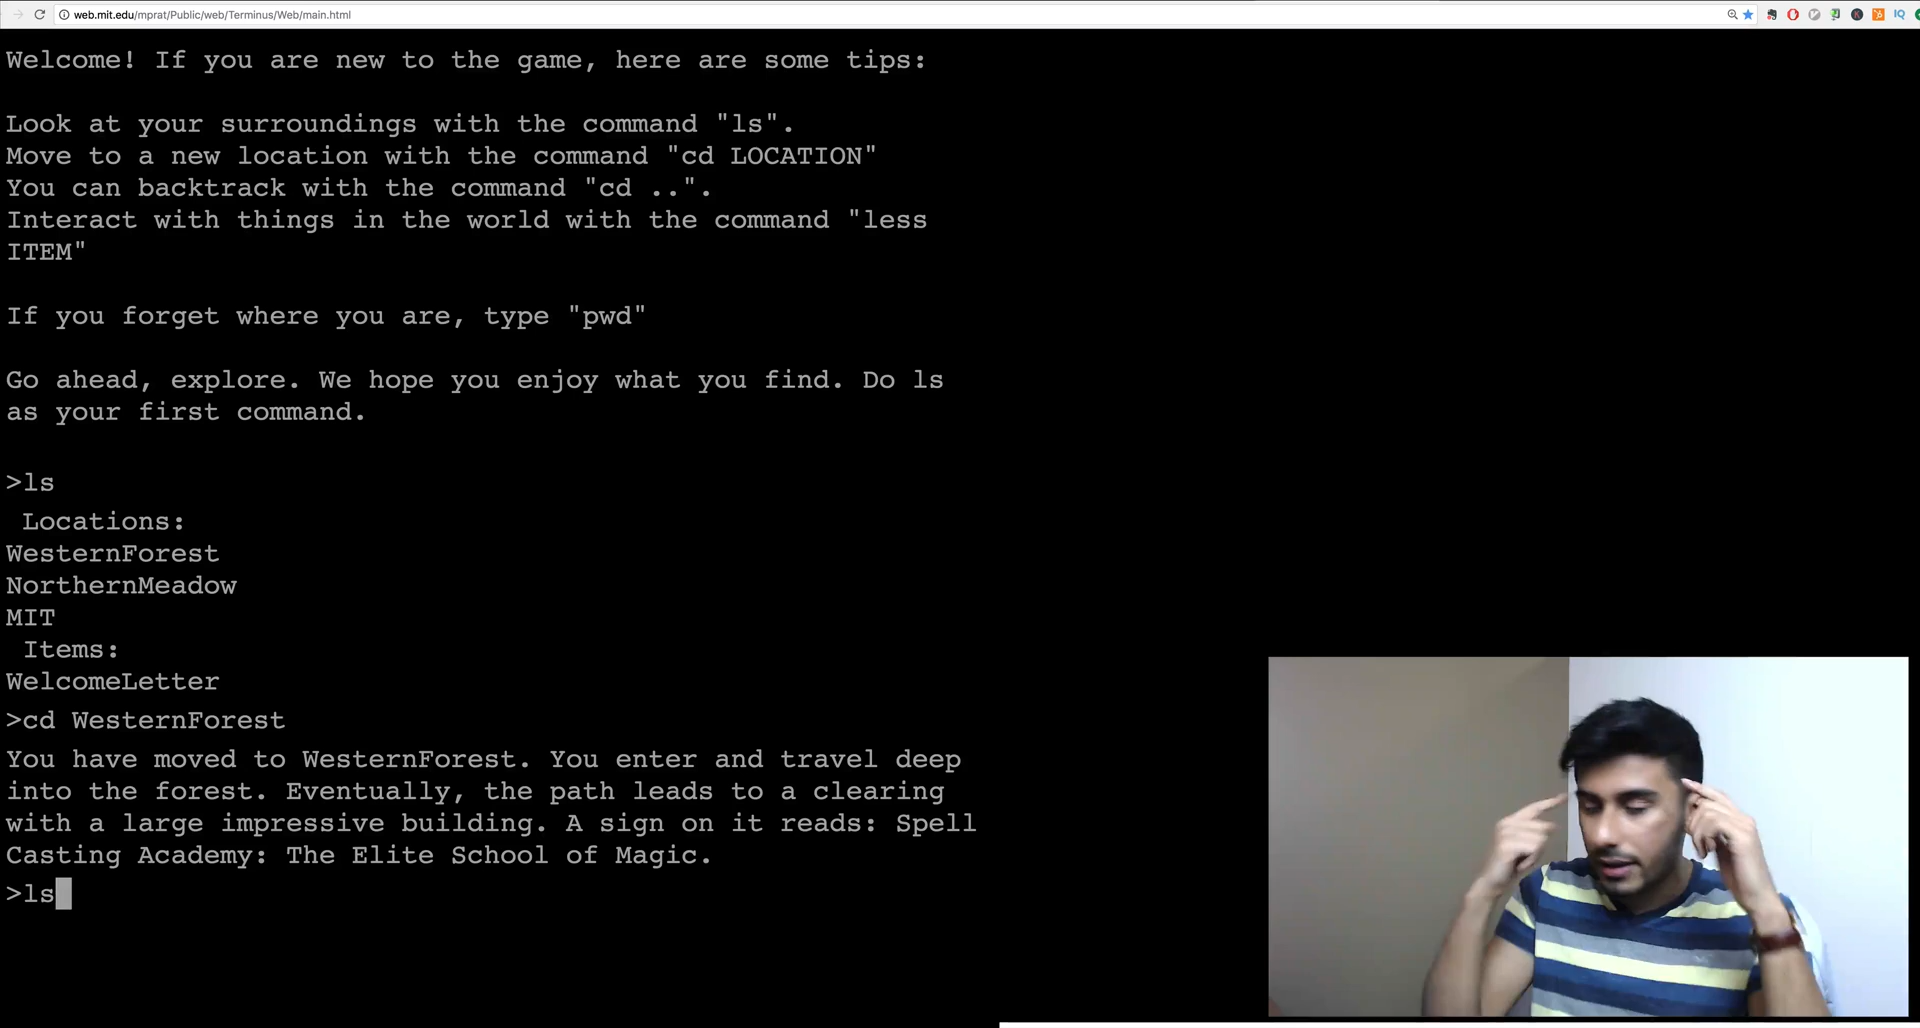 web.mit.edu/mprat/Public/web/Terminus/Web/main.html
IQ
Welcome! If you are new to the game, here are some tips:
Look at your surroundings with the command "ls".
Move to a new location with the command "cd LOCATION"
You can backtrack with the command "cd ..".
Interact with things in the world with the command "less
ITEM"
If you forget where you are, type "pwd"
Go ahead, explore. We hope you enjoy what you find. Do ls
as your first command.
>ls
Locations:
WesternForest
NorthernMeadow
MIT
Items:
WelcomeLetter
>cd WesternForest
You have moved to WesternForest. You enter and travel deep
into the forest. Eventually, the path leads to a clearing
with a large impressive building. A sign on it reads: Spell
Casting Academy: The Elite School of Magic.
>ls